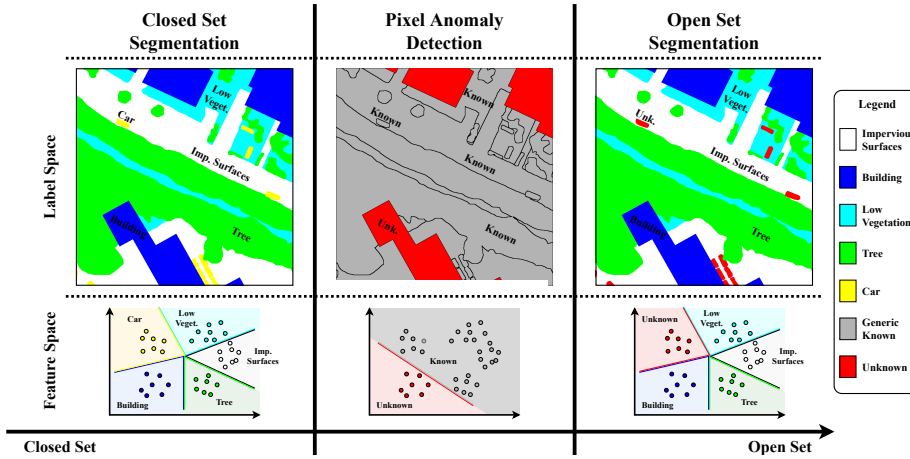 Closed Set
Segmentation
Pixel Anomaly
Detection
Open Set
Segmentation
Label Space
Low
Veget.
Car
Imp. Surfaces
Building
Tree
Known
Known
Known
Known
Unk.
Low
Veget.
Unk.
Imp. Surfaces
Building
Tree
Legend
Impervious
Surfaces
Building
Low
Vegetation
Tree
Car
Generic
Known
Unknown
Feature Space
Car
Low
Veget.
Imp.
Surfaces
Building
Tree
Known
Unknown
Unknown
Low
Veget.
Imp.
Surfaces
Building
Tree
Closed Set
Open Set